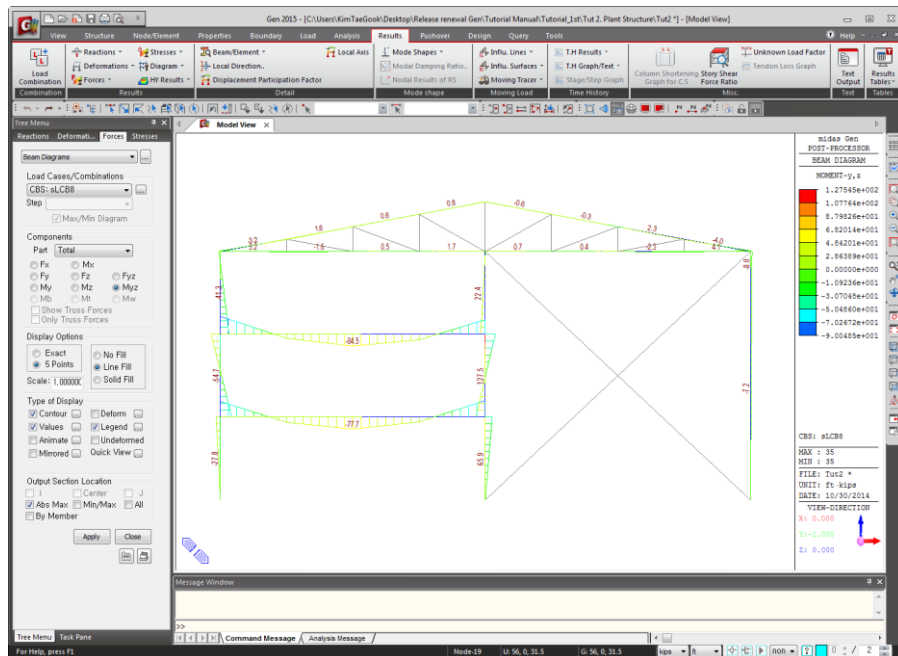 Gen 2015 - [C:\Users\KimTaeGook\Desktop\Release renewal Gen\Tutorial Manual\Tutorial_1st\Tut 2. Plant Structure\Tut2 *] - [Model View]
View Structure Node/Element Properties Boundary Load Analysis Results Pushover Design Query Tools Help
Reactions Stresses Beam/Element Local Axis Mode Shapes Influ. Lines T.H Results Unknown Load Factor
Deformations Diagram Local Direction.. Modal Damping Ratio.. Influ. Surfaces T.H Graph/Text Tendon Loss Graph
Forces HY Results Displacement Participation Factor Nodal Results of RS Moving Tracer Stage/Step Graph
Load Combination
Column Shortening Graph for C.S.
Story Shear Force Ratio
Text Output
Results Tables
Combination Results Detail Mode shape Moving Load Time History Misc. Text Tables
Tree Menu
Model View
Reactions Deformati... Forces Stresses
Beam Diagrams
Load Cases/Combinations
CBS: sLCB8
Step
Max/Min Diagram
Components
Part Total
Fx Mx
Fy Fz Fyz
My Mz Myz
Mb Mt Mw
Show Truss Forces
Only Truss Forces
Display Options
Exact No Fill
5 Points Line Fill
Scale: 1,00000 Solid Fill
Type of Display
Contour Deform
Values Legend
Animate Undeformed
Mirrored Quick View
Output Section Location
I Center J
Abs Max Min/Max All
By Member
Apply Close
0.8 -0.6
0.8 -0.3
1.6 -2.3
-1.6 0.5 1.7 0.7 0.4 -2.3 4.1
-8.0
-41.3 22.4
-84.5
-54.7 127.5 -7.2
-77.7
-27.8 65.9
midas Gen
POST-PROCESSOR
BEAM DIAGRAM
MOMENT-y,z
1.27545e+002
1.07764e+002
8.79826e+001
6.82014e+001
4.84201e+001
2.86389e+001
0.00000e+000
-1.09236e+001
-3.07048e+001
-5.04860e+001
-7.02672e+001
-9.00485e+001
CBS: sLCB8
MAX : 35
MIN : 35
FILE: Tut2 *
UNIT: ft·kips
DATE: 10/30/2014
VIEW-DIRECTION
X: 0.000
Y:-1.000
Z: 0.000
Message Window
>>
Tree Menu Task Pane
Command Message Analysis Message
For Help, press F1 Node-19 U: 56, 0, 31.5 G: 56, 0, 31.5 kips ft non 0 / 2